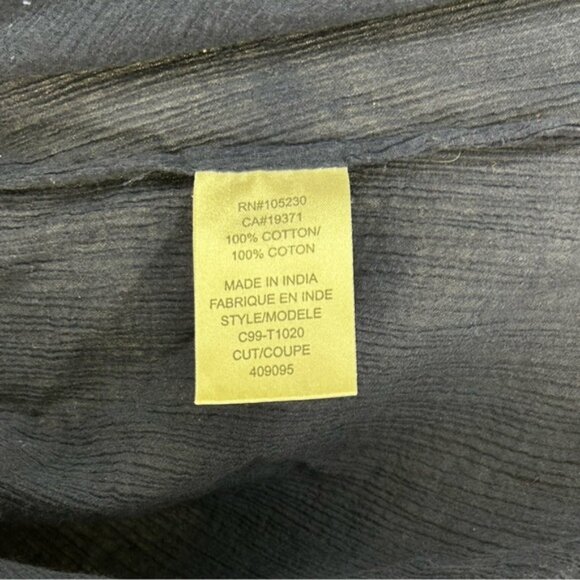 RN#105230
CA#19371
100% COTTON/
100% COTON
MADE IN INDIA
FABRIQUE EN INDE
STYLE/MODELE
C99-T1020
CUT/COUPE
409095